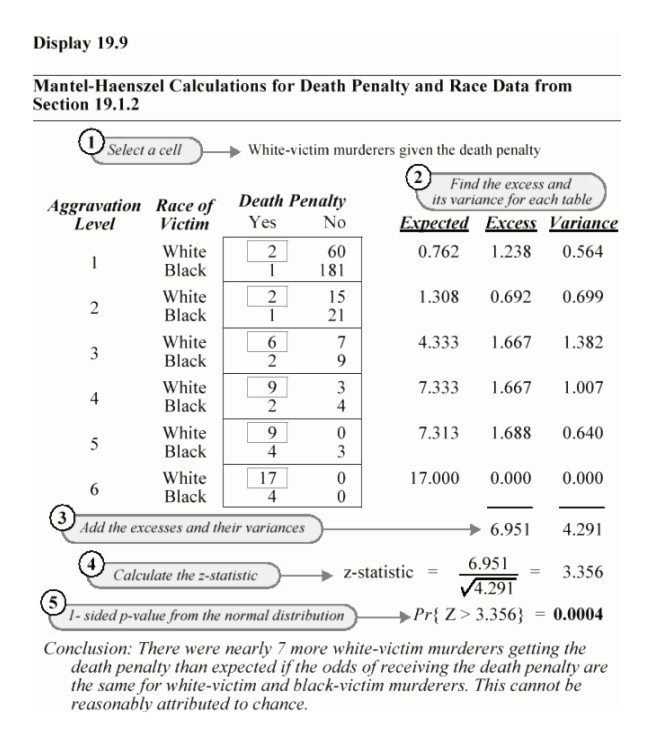 Display 19.9
Mantel-Haenszel Calculations for Death Penalty and Race Data from
Section 19.1.2
1 Select a cell White-victim murderers given the death penalty
2 Find the excess and
its variance for each table
Aggravation Race of Death Penalty
Level Victim Yes No Expected Excess Variance
1 White 2 60 0.762 1.238 0.564
Black 1 181
2 White 2 15 1.308 0.692 0.699
Black 1 21
3 White 6 7 4.333 1.667 1.382
Black 2 9
4 White 9 3 7.333 1.667 1.007
Black 2 4
5 White 9 0 7.313 1.688 0.640
Black 4 3
6 White 17 0 17.000 0.000 0.000
Black 4 0
3 Add the excesses and their variances 6.951 4.291
4 Calculate the z-statistic z-statistic = 6.951 / √4.291 = 3.356
5 1- sided p-value from the normal distribution Pr{ Z > 3.356} = 0.0004
Conclusion: There were nearly 7 more white-victim murderers getting the
death penalty than expected if the odds of receiving the death penalty are
the same for white-victim and black-victim murderers. This cannot be
reasonably attributed to chance.